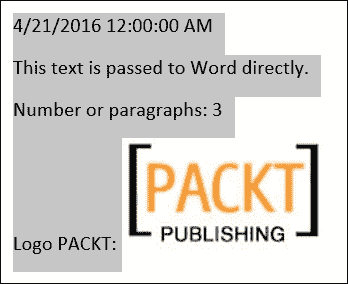 4/21/2016 12:00:00 AM
This text is passed to Word directly.
Number or paragraphs: 3
[PACKT]
PUBLISHING
Logo PACKT: